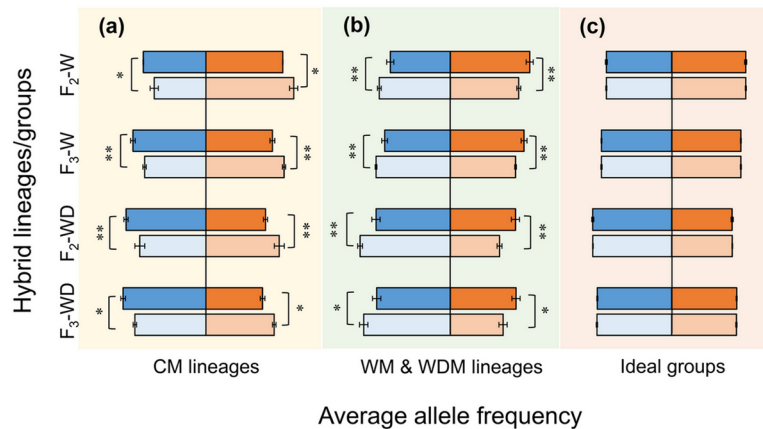 (a)
(b)
(c)
Hybrid lineages/groups
F₂-W
*
*
**
**
F₃-W
**
**
**
**
F₂-WD
**
**
**
**
F₃-WD
*
*
*
*
CM lineages
WM & WDM lineages
Ideal groups
Average allele frequency